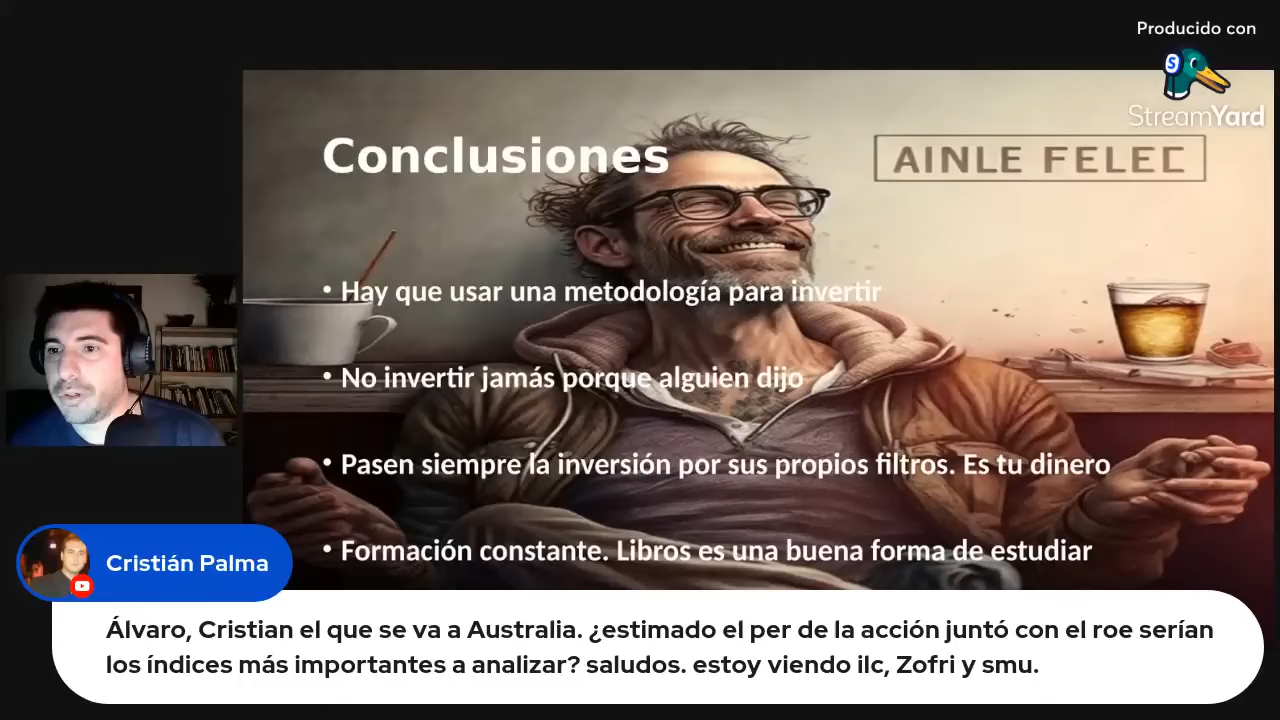 Producido con
StreamYard
Conclusiones
AINLE FELEC
• Hay que usar una metodología para invertir
• No invertir jamás porque alguien dijo
• Pasen siempre la inversión por sus propios filtros. Es tu dinero
• Formación constante. Libros es una buena forma de estudiar
Cristián Palma
Álvaro, Cristian el que se va a Australia. ¿estimado el per de la acción juntó con el roe serían
los índices más importantes a analizar? saludos. estoy viendo ilc, Zofri y smu.